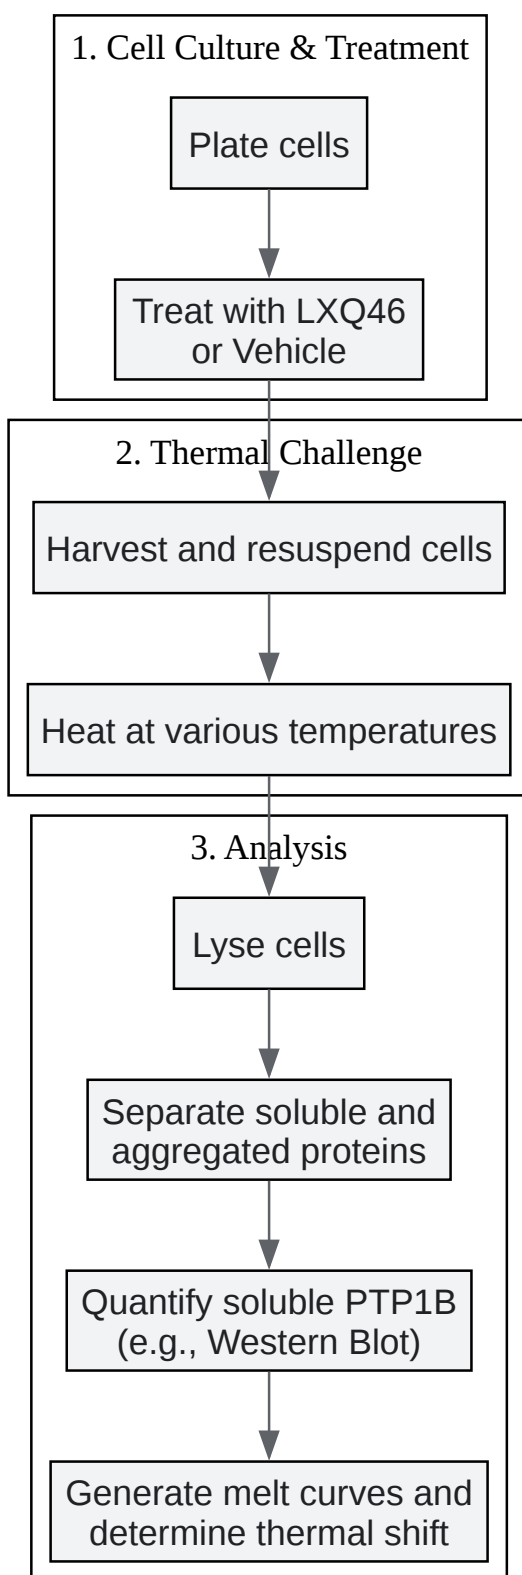 1. Cell Culture & Treatment
Plate cells
Treat with LXQ46
or Vehicle
2. Thermal Challenge
Harvest and resuspend cells
Heat at various temperatures
3. Analysis
Lyse cells
Separate soluble and
aggregated proteins
Quantify soluble PTP1B
(e.g., Western Blot)
Generate melt curves and
determine thermal shift